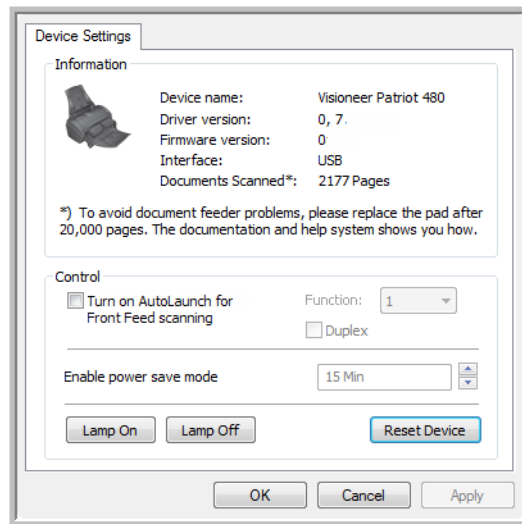 Device Settings
Information
Device name: Visioneer Patriot 480
Driver version: 0, 7.
Firmware version: 0
Interface: USB
Documents Scanned*: 2177 Pages
*) To avoid document feeder problems, please replace the pad after
20,000 pages. The documentation and help system shows you how.
Control
Turn on AutoLaunch for
Front Feed scanning
Function: 1
Duplex
Enable power save mode 15 Min
Lamp On Lamp Off Reset Device
OK Cancel Apply